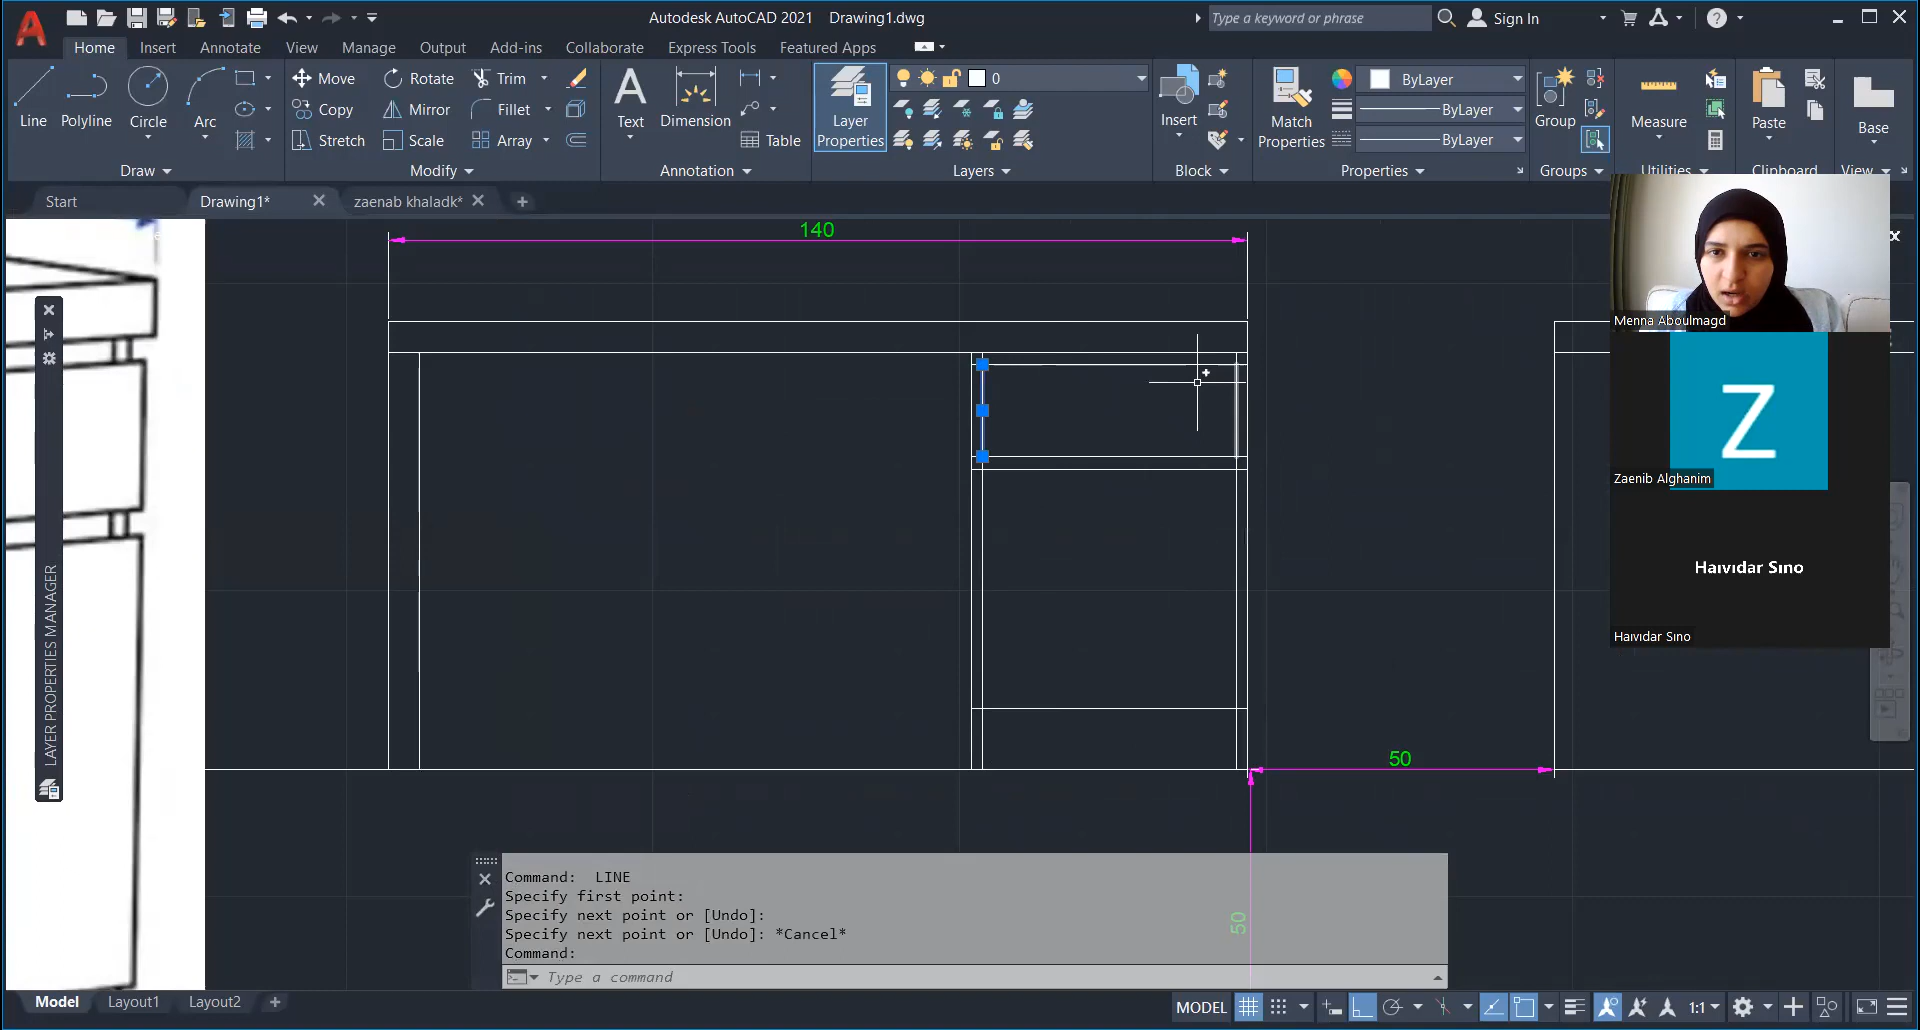 Autodesk AutoCAD 2021 Drawing1.dwg
Type a keyword or phrase
Sign In
Home Insert Annotate View Manage Output Add-ins Collaborate Express Tools Featured Apps
Line Polyline Circle Arc
Move Rotate Trim
Copy Mirror Fillet
Stretch Scale Array
Text Dimension Table
Layer Properties
0
Insert
Match Properties
ByLayer
ByLayer
ByLayer
Group
Measure
Paste
Base
Draw Modify Annotation Layers Block Properties Groups Utilities Clipboard View
Start Drawing1* zaenab khaladk*
140
Menna Aboulmagd
Z
Zaenib Alghanim
Haıvıdar Sıno
Haıvıdar Sıno
LAYER PROPERTIES MANAGER
50
50
Command: LINE
Specify first point:
Specify next point or [Undo]:
Specify next point or [Undo]: *Cancel*
Command:
Type a command
Model Layout1 Layout2
MODEL
1:1